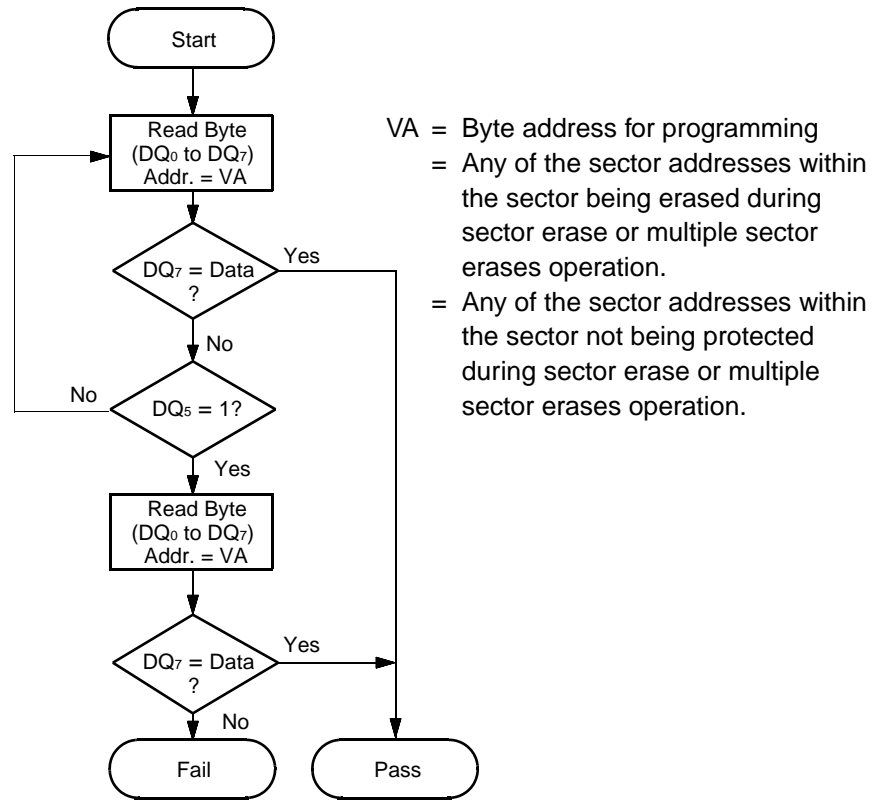 Start
Read Byte
(DQ0 to DQ7)
Addr. = VA
DQ7 = Data
?
Yes
No
DQ5 = 1?
No
Yes
Read Byte
(DQ0 to DQ7)
Addr. = VA
DQ7 = Data
?
Yes
No
Fail
Pass
VA = Byte address for programming
= Any of the sector addresses within
the sector being erased during
sector erase or multiple sector
erases operation.
= Any of the sector addresses within
the sector not being protected
during sector erase or multiple
sector erases operation.